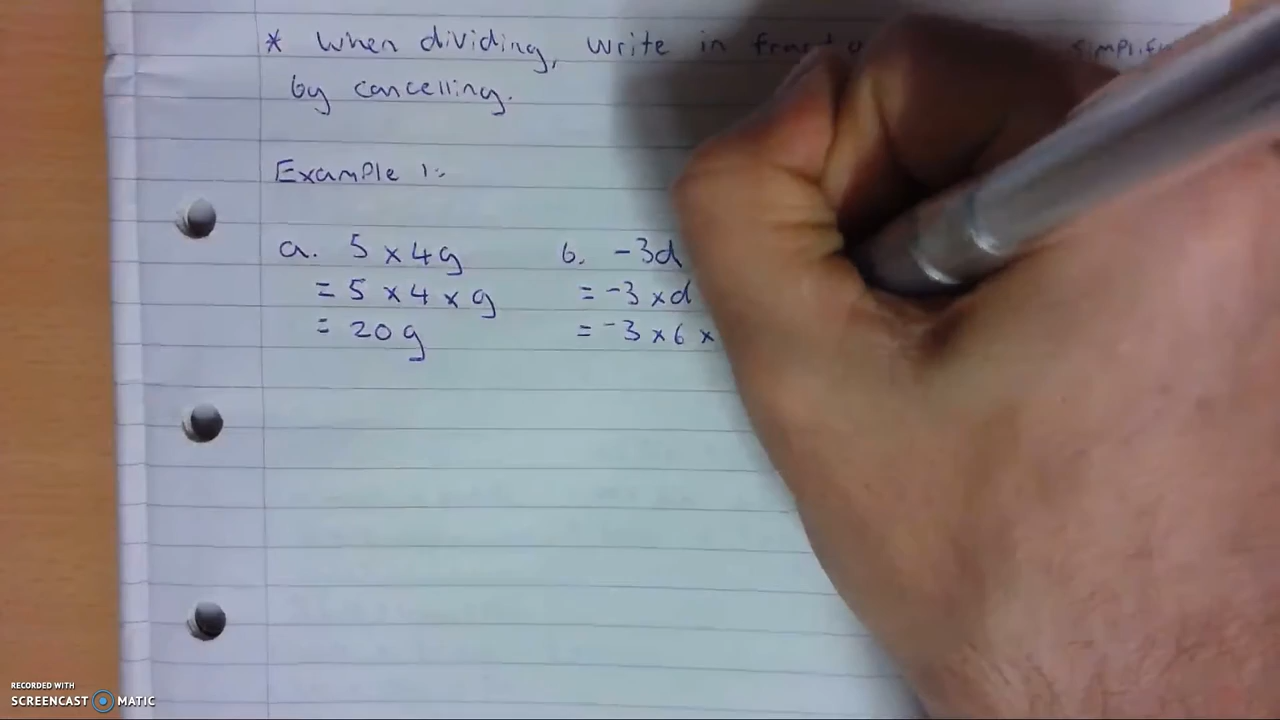 * When dividing, write in simplify
by cancelling.
Example 1:
a. 5 × 4g
= 5 × 4 × g
= 20g
b. -3d
= -3 × d
= -3 × 6 ×
RECORDED WITH
SCREENCAST MATIC